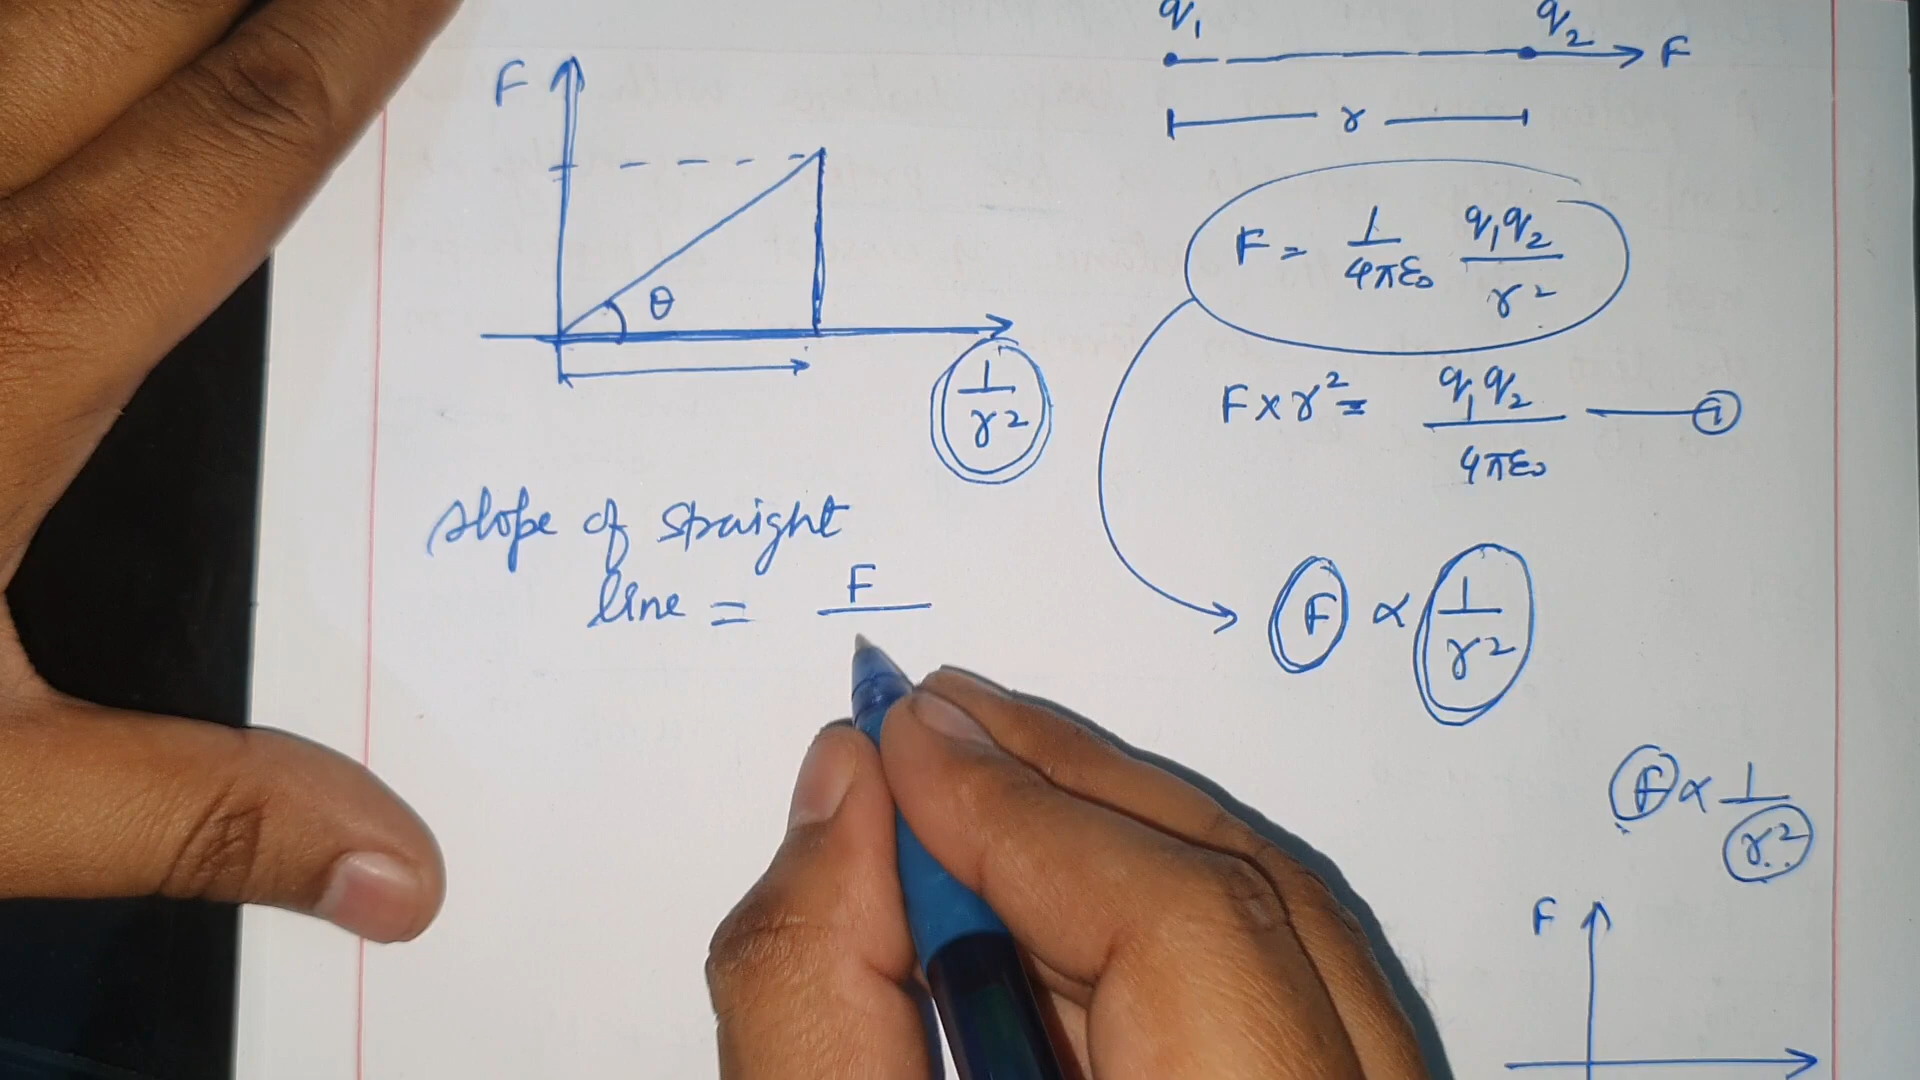 F
θ
1/r²
slope of straight
line = F/
q₁ q₂ F
r
F = 1/4πε₀ q₁q₂/r²
F × r² = q₁q₂/4πε₀ — ①
F ∝ 1/r²
F ∝ 1/r²
F